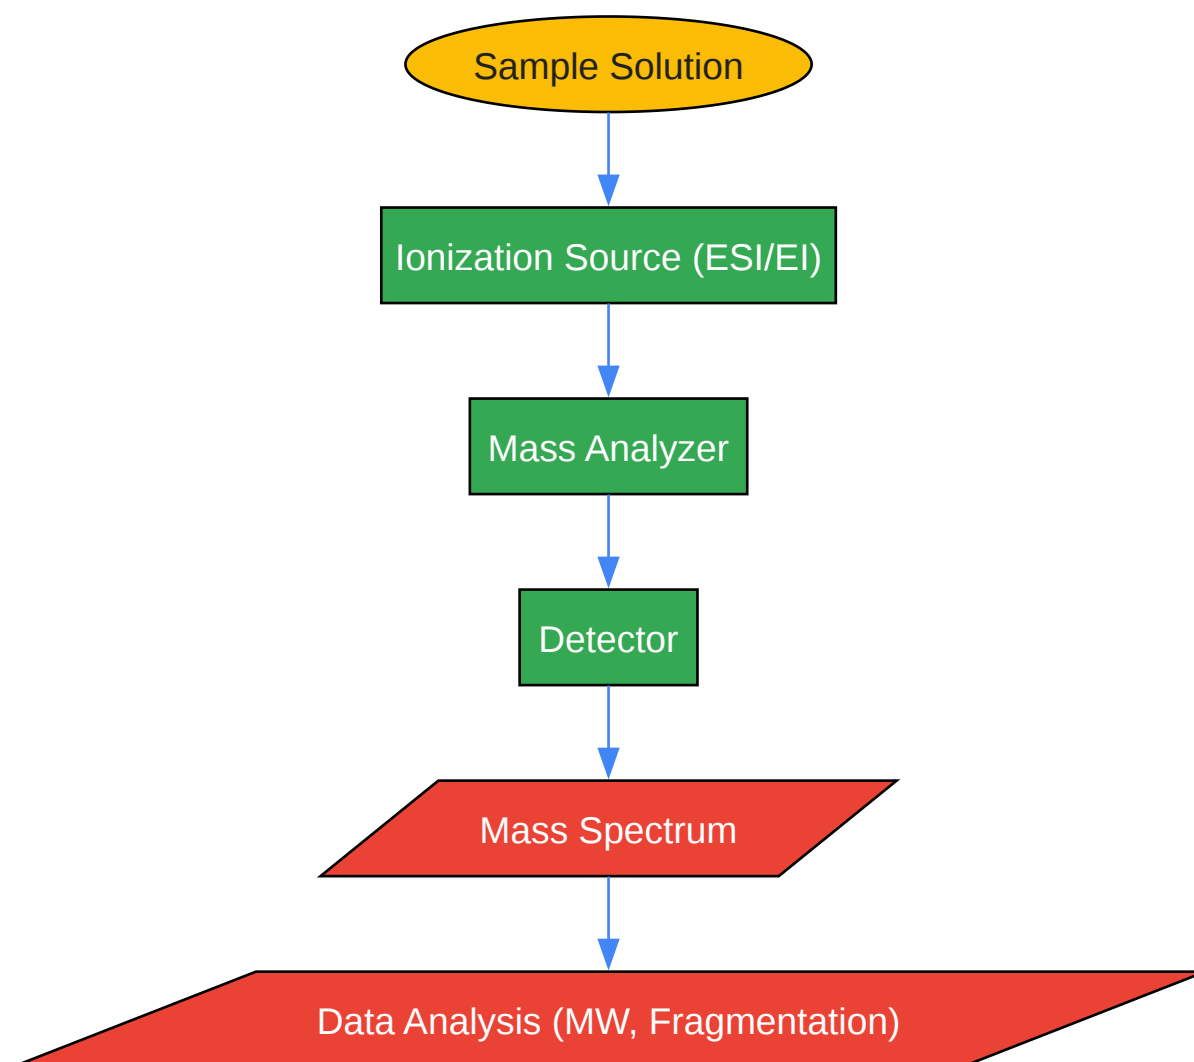 Sample Solution
Ionization Source (ESI/EI)
Mass Analyzer
Detector
Mass Spectrum
Data Analysis (MW, Fragmentation)